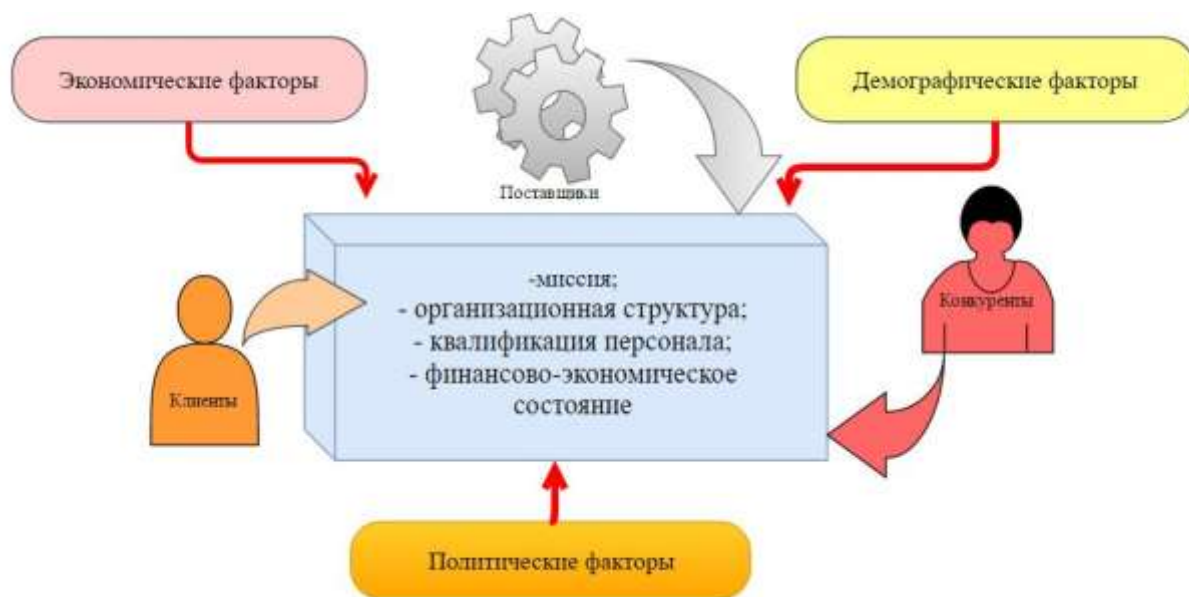 Экономические факторы
Демографические факторы
Поставщики
-миссия;
- организационная структура;
- квалификация персонала;
- финансово-экономическое
состояние
Конкуренты
Клиенты
Политические факторы